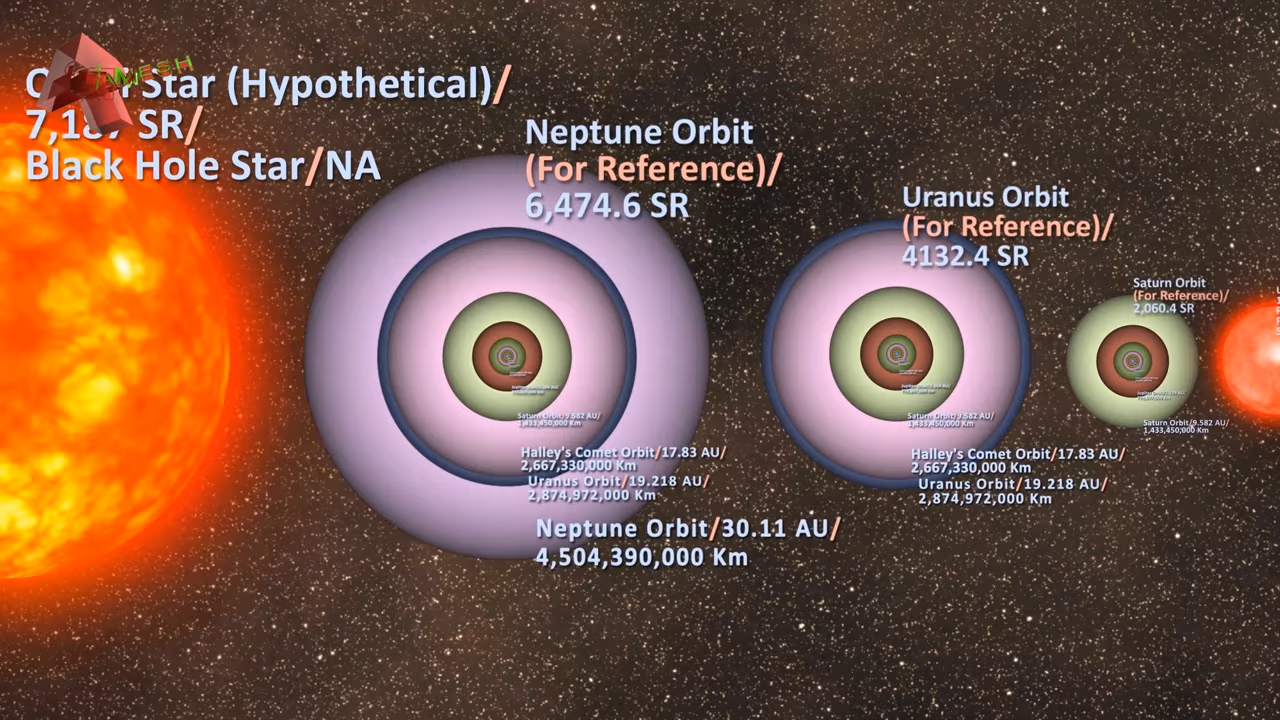 Star (Hypothetical)/
SR/
Black Hole Star/NA
Neptune Orbit
(For Reference)/
6,474.6 SR
Saturn Orbit/9.582 AU/
1,433,450,000 Km
Halley's Comet Orbit/17.83 AU/
2,667,330,000 Km
Uranus Orbit/19.218 AU/
2,874,972,000 Km
Neptune Orbit/30.11 AU/
4,504,390,000 Km
Uranus Orbit
(For Reference)/
4132.4 SR
Saturn Orbit/9.582 AU/
1,433,450,000 Km
Halley's Comet Orbit/17.83 AU/
2,667,330,000 Km
Uranus Orbit/19.218 AU/
2,874,972,000 Km
Saturn Orbit
(For Reference)/
2,060.4 SR
Saturn Orbit/9.582 AU/
1,433,450,000 Km